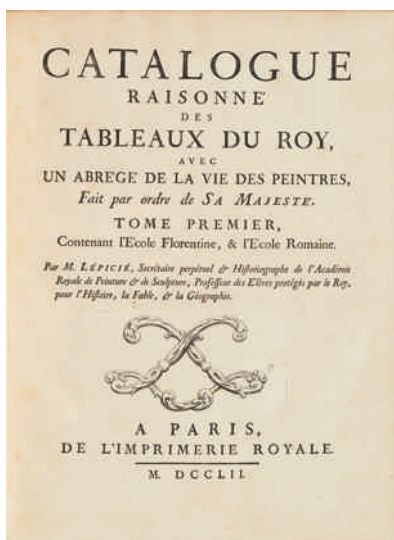 CATALOGUE
RAISONNÉ
DES
TABLEAUX DU ROY,
AVEC
UN ABREGE DE LA VIE DES PEINTRES,
Fait par ordre de SA MAJESTE.
TOME PREMIER,
Contenant l'Ecole Florentine, & l'Ecole Romaine.
Par M. LÉPICIÉ, Secrétaire perpétuel & Historiographe de l'Académie
Royale de Peinture & de Sculpture, Professeur des Elèves protégés par le Roy,
pour l'Histoire, la Fable, & la Géographie.
A PARIS,
DE L'IMPRIMERIE ROYALE.
M. DCCLII.